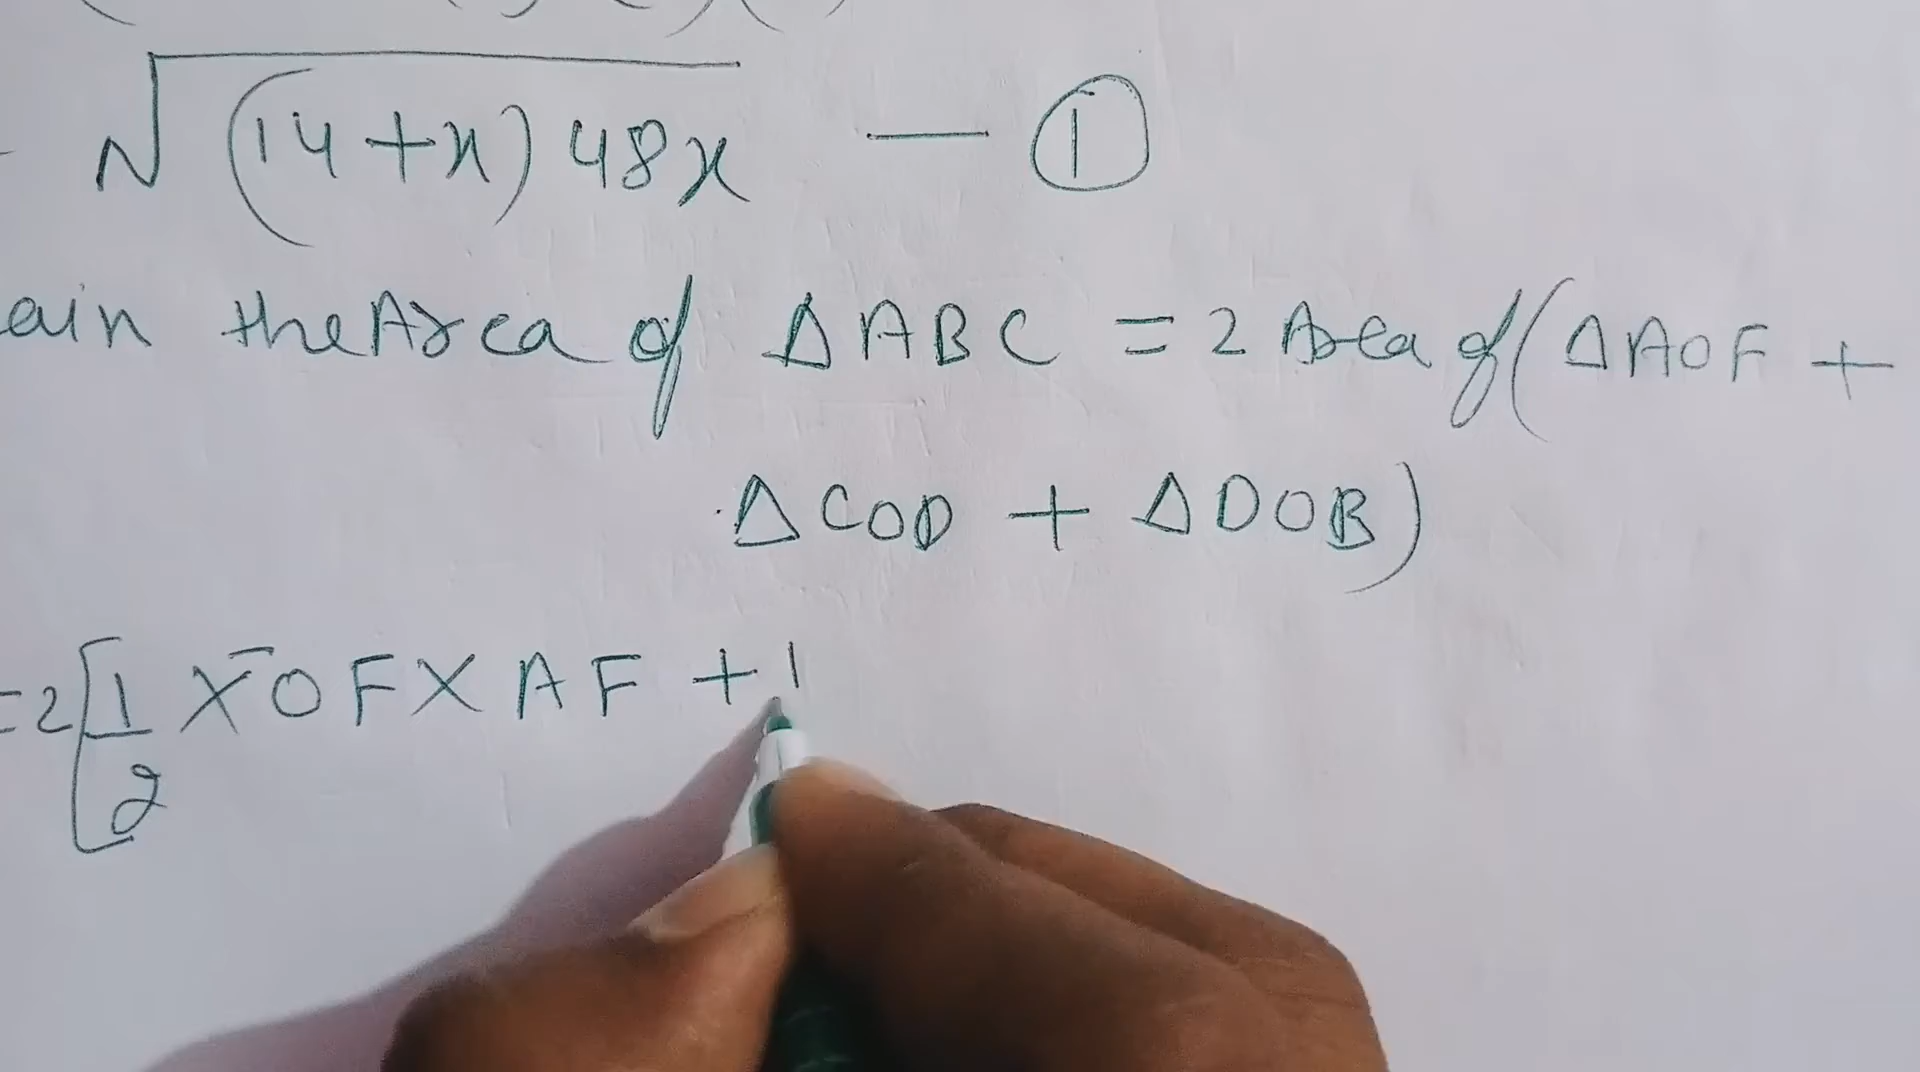 √(14+x)48x — ①
ain the Area of ΔABC = 2 Area of (ΔAOF +
ΔCOD + ΔDOB)
=2[1/2 × OF × AF + 1